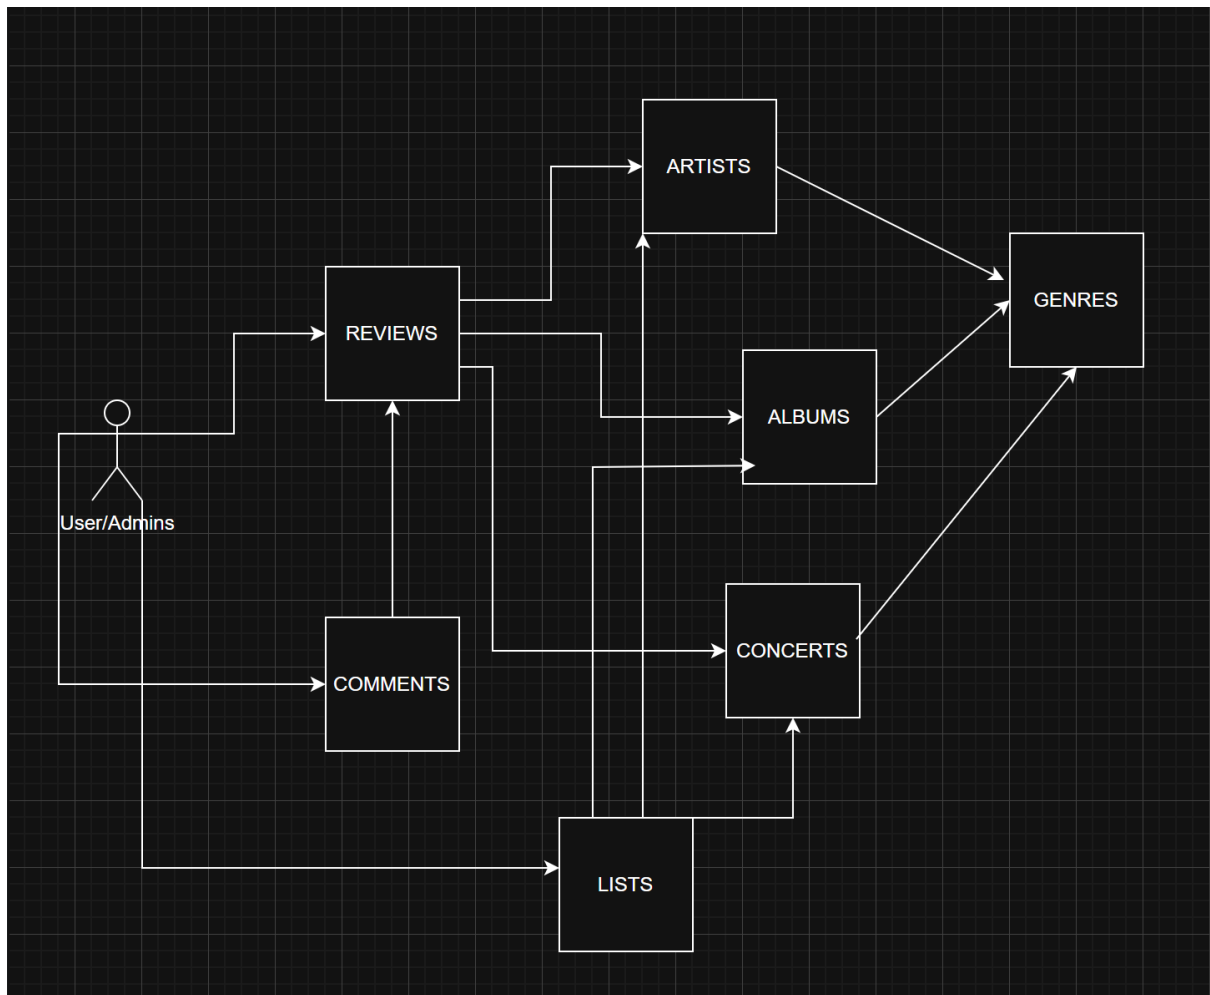 ARTISTS
GENRES
REVIEWS
ALBUMS
User/Admins
CONCERTS
COMMENTS
LISTS